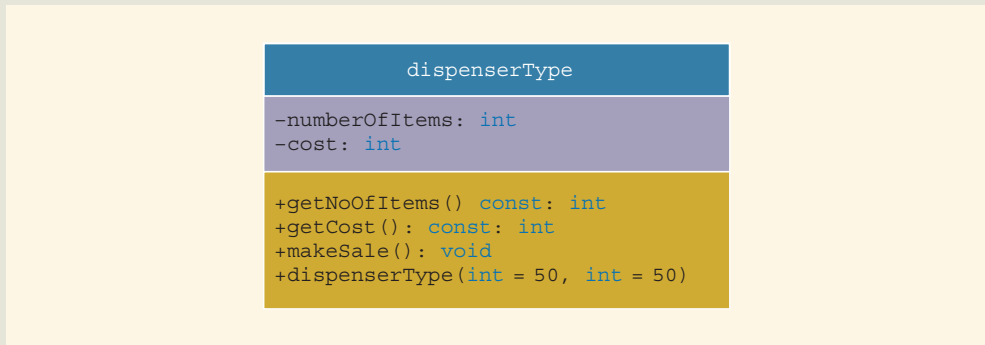 dispenserType
-numberOfItems: int
-cost: int
+getNoOfItems() const: int
+getCost(): const: int
+makeSale(): void
+dispenserType(int = 50, int = 50)